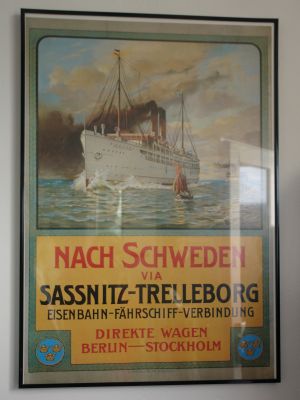 NACH SCHWEDEN
VIA
SASSNITZ-TRELLEBORG
EISENBAHN-FÄHRSCHIFF-VERBINDUNG
DIREKTE WAGEN
BERLIN—STOCKHOLM